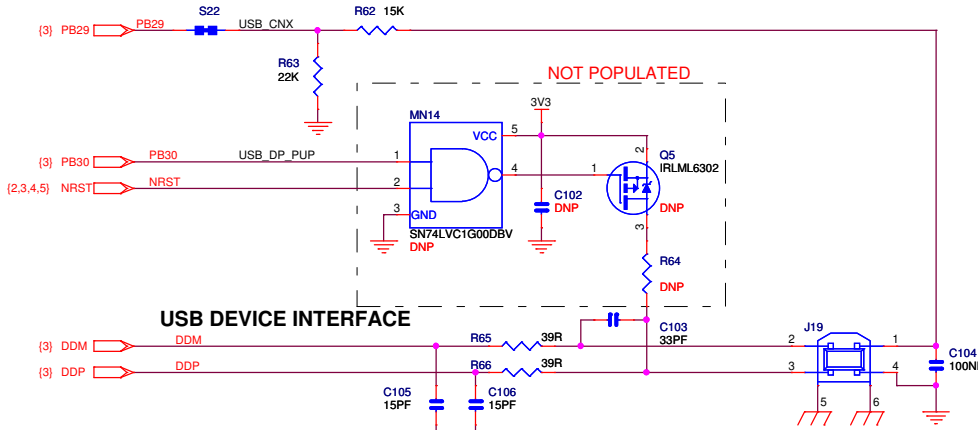 S22
R62 15K
{3} PB29 PB29 USB_CNX
R63
22K
NOT POPULATED
3V3
MN14
VCC 5
2
Q5
IRLML6302
{3} PB30 PB30 USB_DP_PUP 1
4 1
{2,3,4,5} NRST NRST 2
C102
DNP
DNP
3 GND
3
SN74LVC1G00DBV
DNP
R64
DNP
USB DEVICE INTERFACE
J19
C103
33PF
{3} DDM DDM R65 39R 2 1
C104
100N
{3} DDP DDP R66 39R 3 4
C105
15PF
C106
15PF
5 6